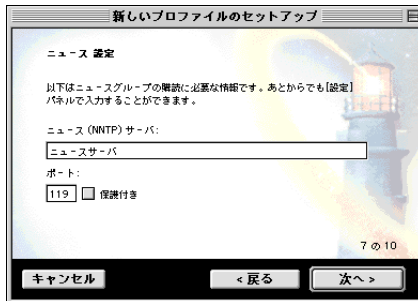 新しいプロファイルのセットアップ
ニュース 設定
以下はニュースグループの購読に必要な情報です。あとからでも[設定]
パネルで入力することができます。
ニュース (NNTP) サーバ:
ニュースサーバ
ポート:
119 保護付き
7 の 10
キャンセル <戻る 次へ>